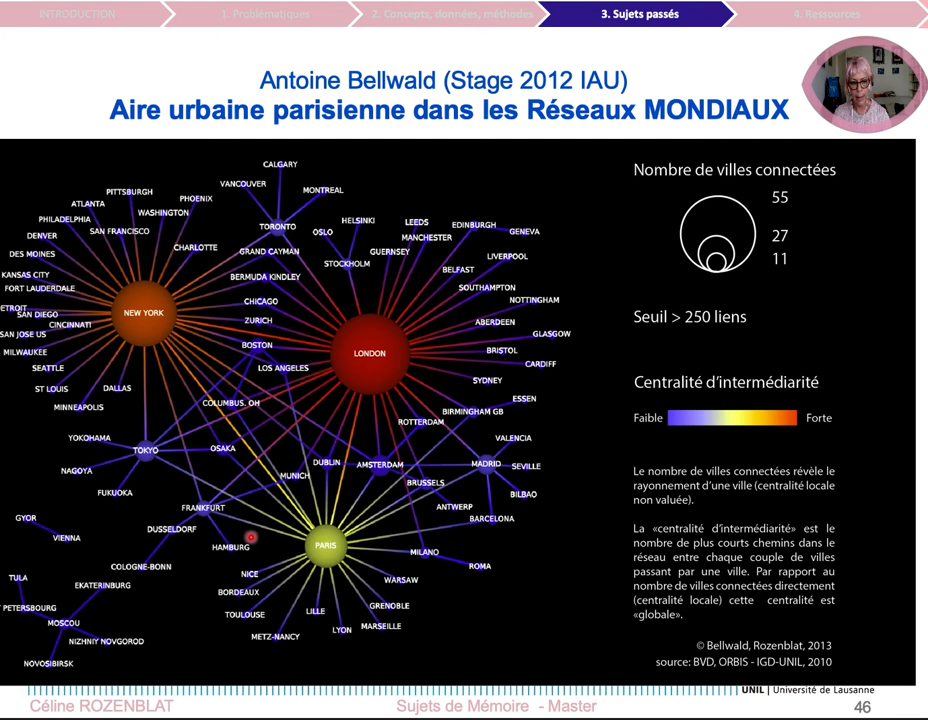 INTRODUCTION
1. Problématiques
2. Concepts, données, méthodes
3. Sujets passés
4. Ressources
Antoine Bellwald (Stage 2012 IAU)
Aire urbaine parisienne dans les Réseaux MONDIAUX
CALGARY
VANCOUVER
MONTREAL
PITTSBURGH
PHOENIX
ATLANTA
WASHINGTON
PHILADELPHIA
SAN FRANCISCO
DENVER
CHARLOTTE
DES MOINES
KANSAS CITY
FORT LAUDERDALE
ETROIT
SAN DIEGO
CINCINNATI
SAN JOSE US
MILWAUKEE
SEATTLE
ST LOUIS
DALLAS
MINNEAPOLIS
NEW YORK
TORONTO
OSLO
HELSINKI
STOCKHOLM
GRAND CAYMAN
BERMUDA KINDLEY
CHICAGO
ZURICH
BOSTON
LOS ANGELES
COLUMBUS. OH
LEEDS
MANCHESTER
GUERNSEY
EDINBURGH
GENEVA
BELFAST
LIVERPOOL
SOUTHAMPTON
NOTTINGHAM
ABERDEEN
GLASGOW
BRISTOL
CARDIFF
SYDNEY
LONDON
ESSEN
BIRMINGHAM GB
ROTTERDAM
VALENCIA
YOKOHAMA
TOKYO
OSAKA
NAGOYA
FUKUOKA
DUBLIN
AMSTERDAM
MADRID
SEVILLE
MUNICH
BRUSSELS
BILBAO
ANTWERP
BARCELONA
FRANKFURT
DUSSELDORF
HAMBURG
COLOGNE-BONN
GYOR
VIENNA
PARIS
MILANO
ROMA
NICE
WARSAW
BORDEAUX
TOULOUSE
LILLE
GRENOBLE
METZ-NANCY
LYON
MARSEILLE
TULA
EKATERINBURG
PETERSBOURG
MOSCOU
NIZHNIY NOVGOROD
NOVOSIBIRSK
Nombre de villes connectées
55
27
11
Seuil > 250 liens
Centralité d'intermédiarité
Faible
Forte
Le nombre de villes connectées révèle le
rayonnement d'une ville (centralité locale
non valuée).
La «centralité d'intermédiarité» est le
nombre de plus courts chemins dans le
réseau entre chaque couple de villes
passant par une ville. Par rapport au
nombre de villes connectées directement
(centralité locale) cette centralité est
«globale».
© Bellwald, Rozenblat, 2013
source: BVD, ORBIS - IGD-UNIL, 2010
UNIL | Université de Lausanne
Céline ROZENBLAT
Sujets de Mémoire - Master
46